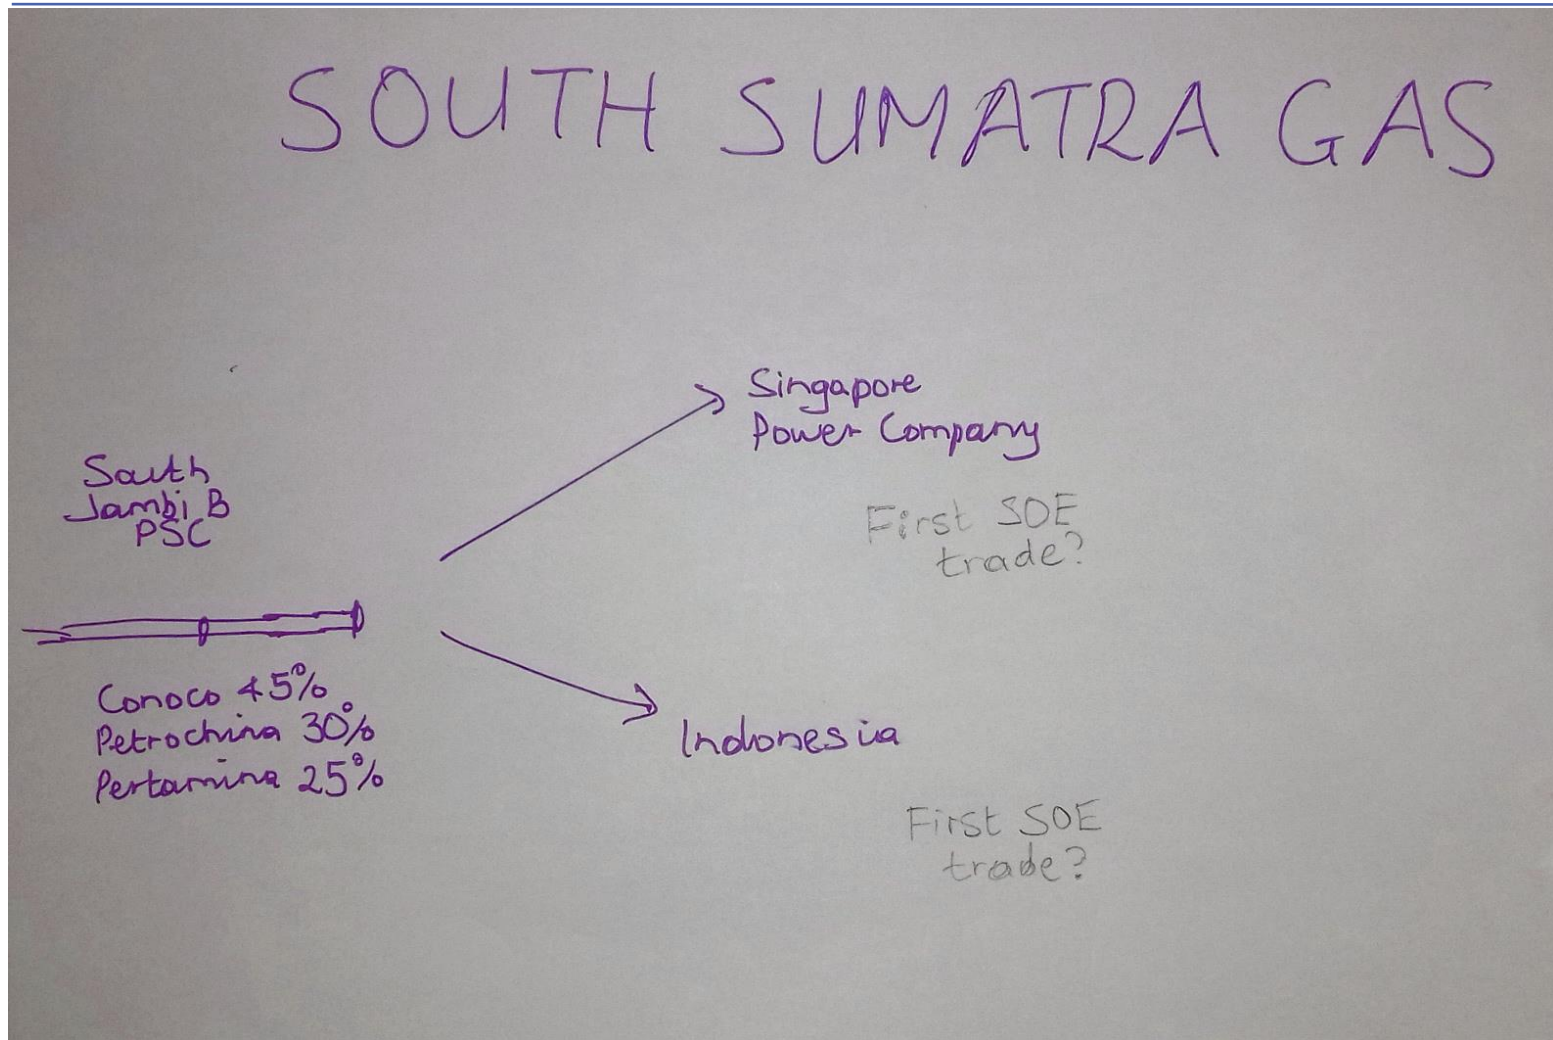 SOUTH SUMATRA GAS
Singapore
Power Company
First SOE
trade?
South
Jambi B
PSC
Conoco 45%
Petrochina 30%
Pertamina 25%
Indonesia
First SOE
trade?